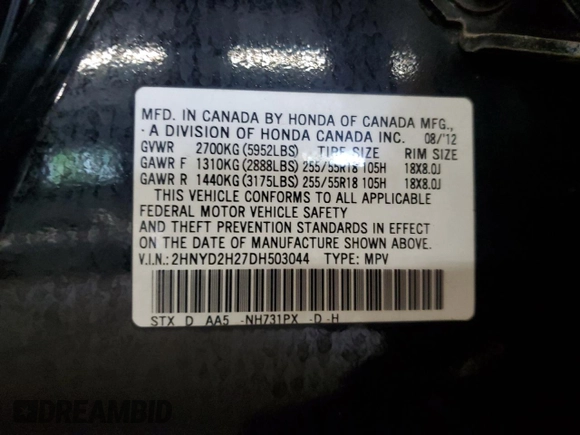 MFD. IN CANADA BY HONDA OF CANADA MFG.,
A DIVISION OF HONDA CANADA INC. 08/'12
GVWR 2700KG (5952LBS) TIRE SIZE RIM SIZE
GAWR F 1310KG (2888LBS) 255/55R18 105H 18X8.0J
GAWR R 1440KG (3175LBS) 255/55R18 105H 18X8.0J
THIS VEHICLE CONFORMS TO ALL APPLICABLE
FEDERAL MOTOR VEHICLE SAFETY
AND THEFT PREVENTION STANDARDS IN EFFECT
ON THE DATE OF MANUFACTURE SHOWN ABOVE.
V.I.N.: 2HNYD2H27DH503044 TYPE: MPV
STX D AA5 -NH731PX -D -H
DREAMBID